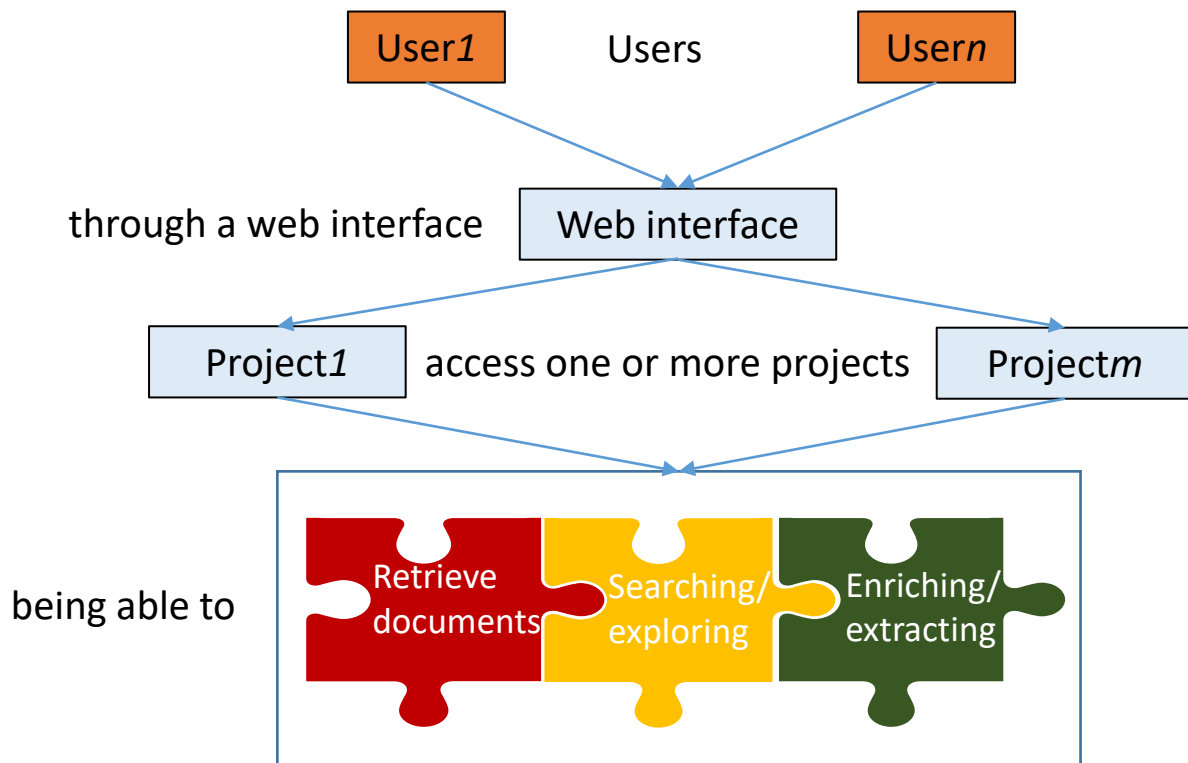 User1
Users
Usern
through a web interface
Web interface
Project1
access one or more projects
Projectm
being able to
Retrieve
documents
Searching/
exploring
Enriching/
extracting